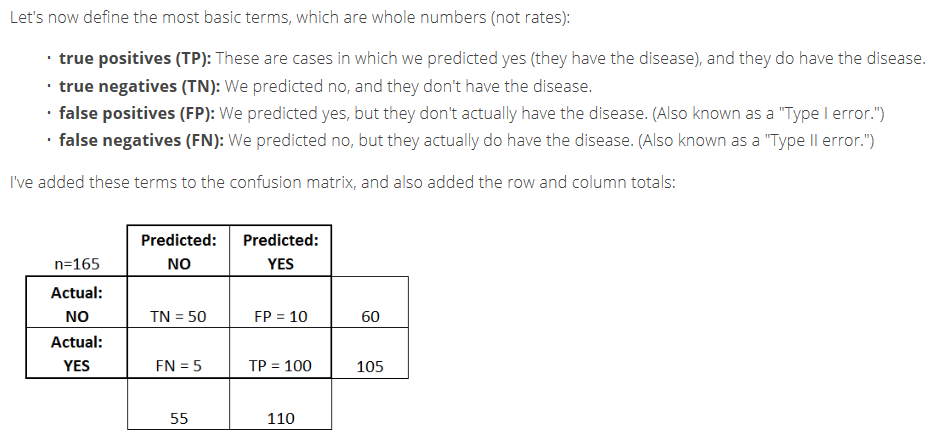 Let's now define the most basic terms, which are whole numbers (not rates):
· true positives (TP): These are cases in which we predicted yes (they have the disease), and they do have the disease.
· true negatives (TN): We predicted no, and they don't have the disease.
· false positives (FP): We predicted yes, but they don't actually have the disease. (Also known as a "Type I error.")
· false negatives (FN): We predicted no, but they actually do have the disease. (Also known as a "Type II error.")
I've added these terms to the confusion matrix, and also added the row and column totals:
Predicted: Predicted:
n=165 NO YES
Actual:
NO TN = 50 FP = 10 60
Actual:
YES FN = 5 TP = 100 105
55 110